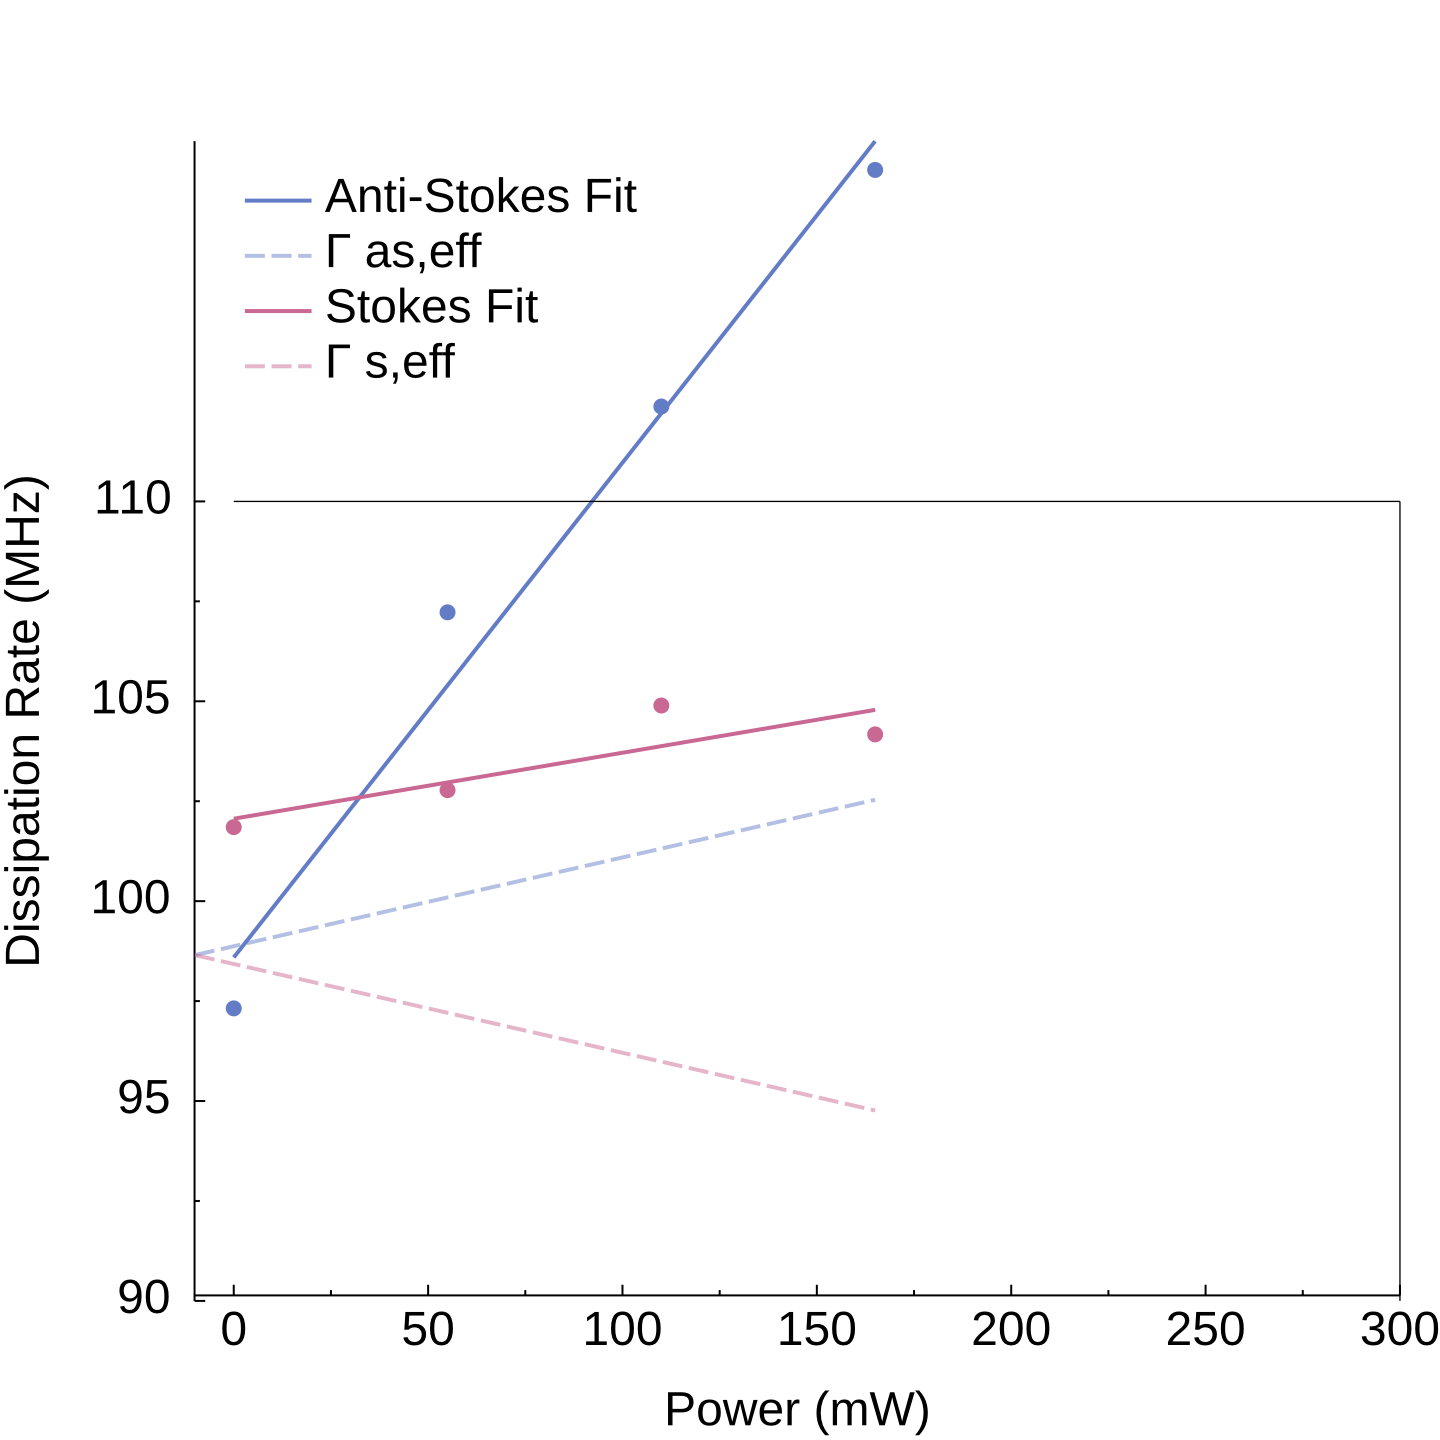 Anti-Stokes Fit
Γ as,eff
Stokes Fit
Γ s,eff
110
105
100
95
90
Dissipation Rate (MHz)
0 50 100 150 200 250 300
Power (mW)